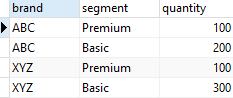 brand segment quantity
ABC Premium 100
ABC Basic 200
XYZ Premium 100
XYZ Basic 300